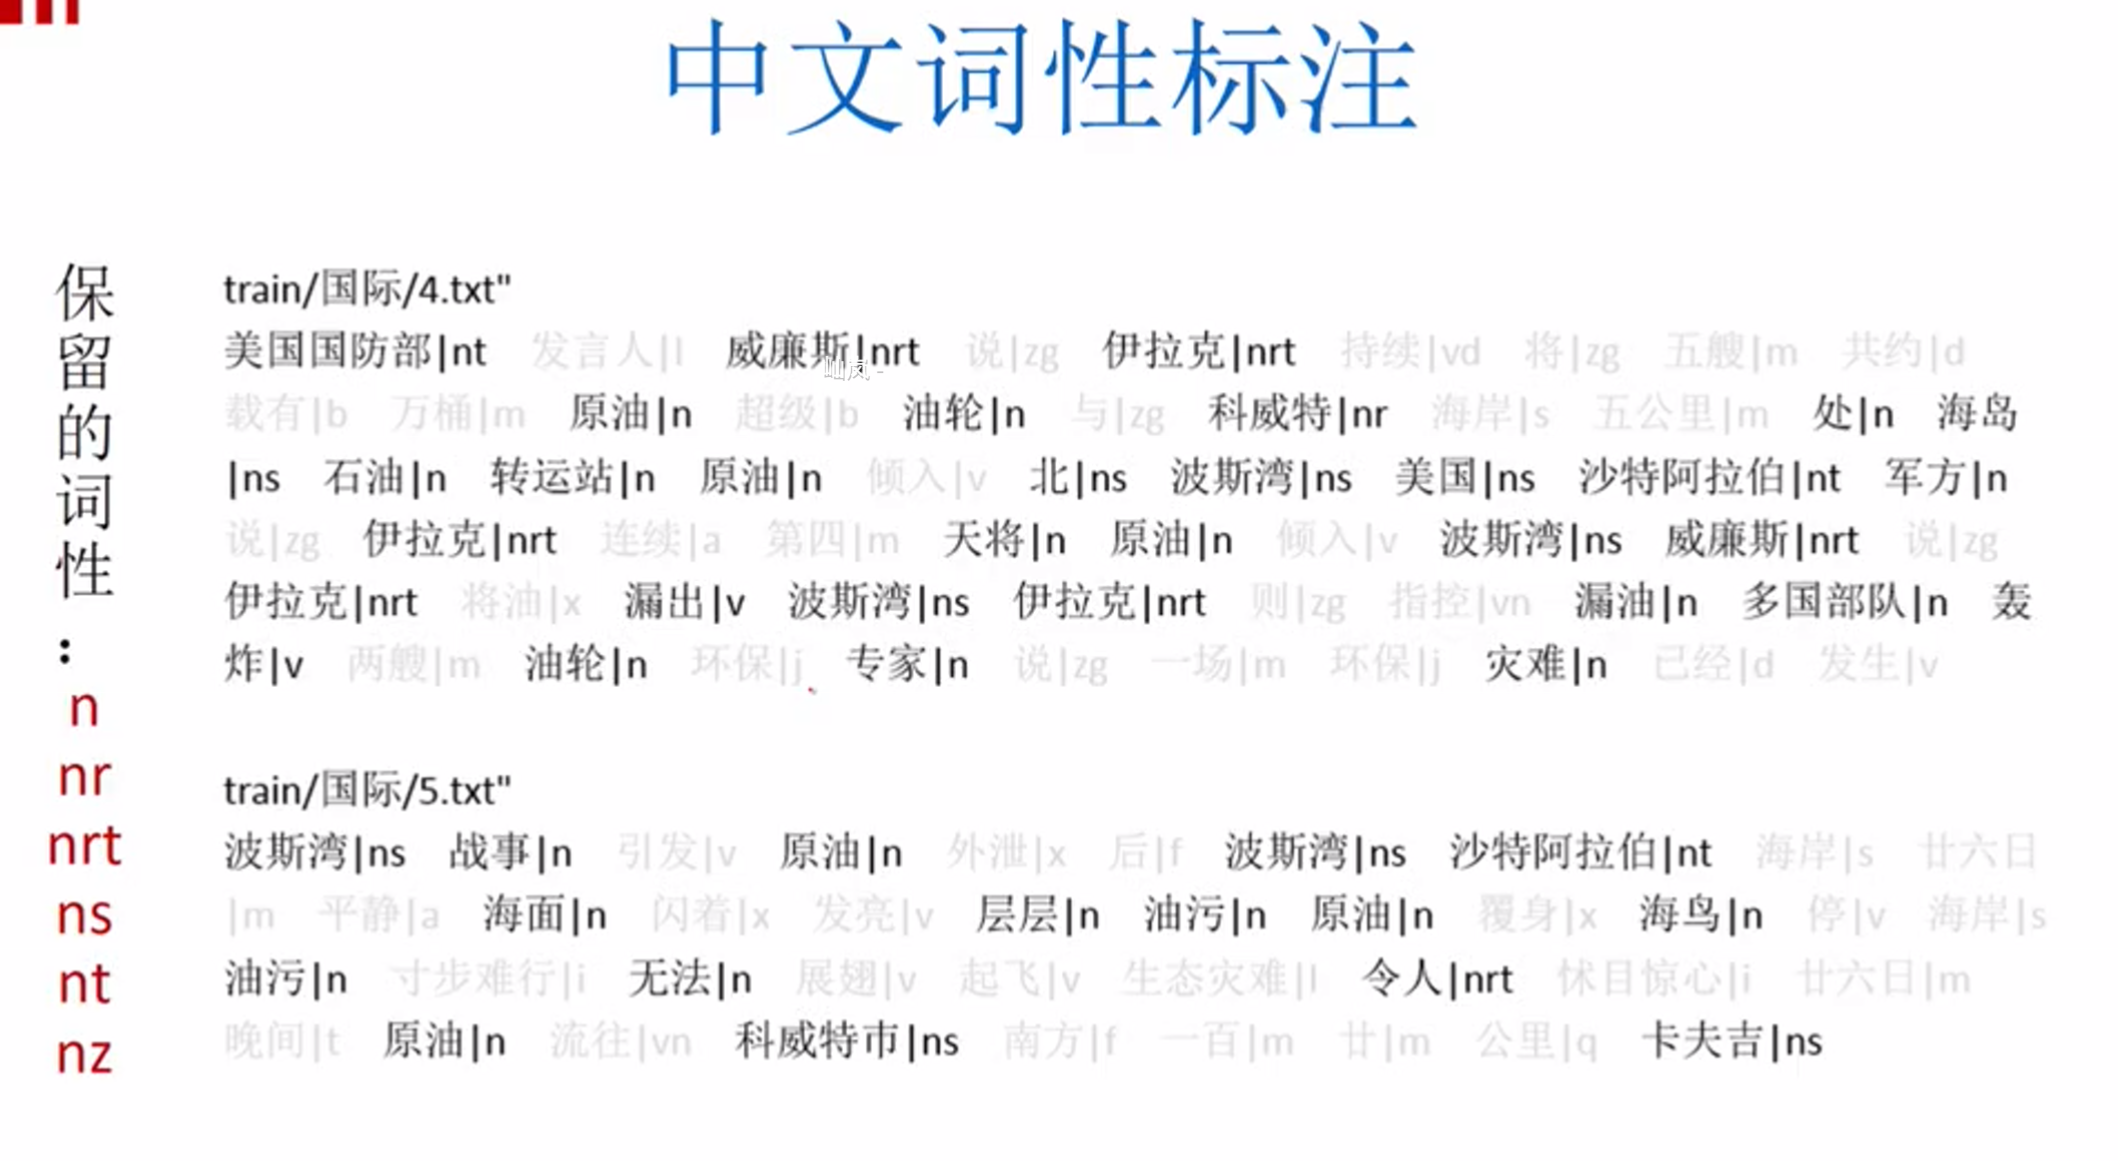 中文词性标注
保留的词性：
n
nr
nrt
ns
nt
nz
train/国际/4.txt"
美国国防部|nt 发言人|l 威廉斯|nrt 说|zg 伊拉克|nrt 持续|vd 将|zg 五艘|m 共约|d
载有|b 万桶|m 原油|n 超级|b 油轮|n 与|zg 科威特|nr 海岸|s 五公里|m 处|n 海岛
|ns 石油|n 转运站|n 原油|n 倾入|v 北|ns 波斯湾|ns 美国|ns 沙特阿拉伯|nt 军方|n
说|zg 伊拉克|nrt 连续|a 第四|m 天将|n 原油|n 倾入|v 波斯湾|ns 威廉斯|nrt 说|zg
伊拉克|nrt 将油|x 漏出|v 波斯湾|ns 伊拉克|nrt 则|zg 指控|vn 漏油|n 多国部队|n 轰
炸|v 两艘|m 油轮|n 环保|j 专家|n 说|zg 一场|m 环保|j 灾难|n 已经|d 发生|v
train/国际/5.txt"
波斯湾|ns 战事|n 引发|v 原油|n 外泄|x 后|f 波斯湾|ns 沙特阿拉伯|nt 海岸|s 廿六日
|m 平静|a 海面|n 闪着|x 发亮|v 层层|n 油污|n 原油|n 覆身|x 海鸟|n 停|v 海岸|s
油污|n 寸步难行|i 无法|n 展翅|v 起飞|v 生态灾难|l 令人|nrt 怵目惊心|i 廿六日|m
晚间|t 原油|n 流往|vn 科威特市|ns 南方|f 一百|m 廿|m 公里|q 卡夫吉|ns